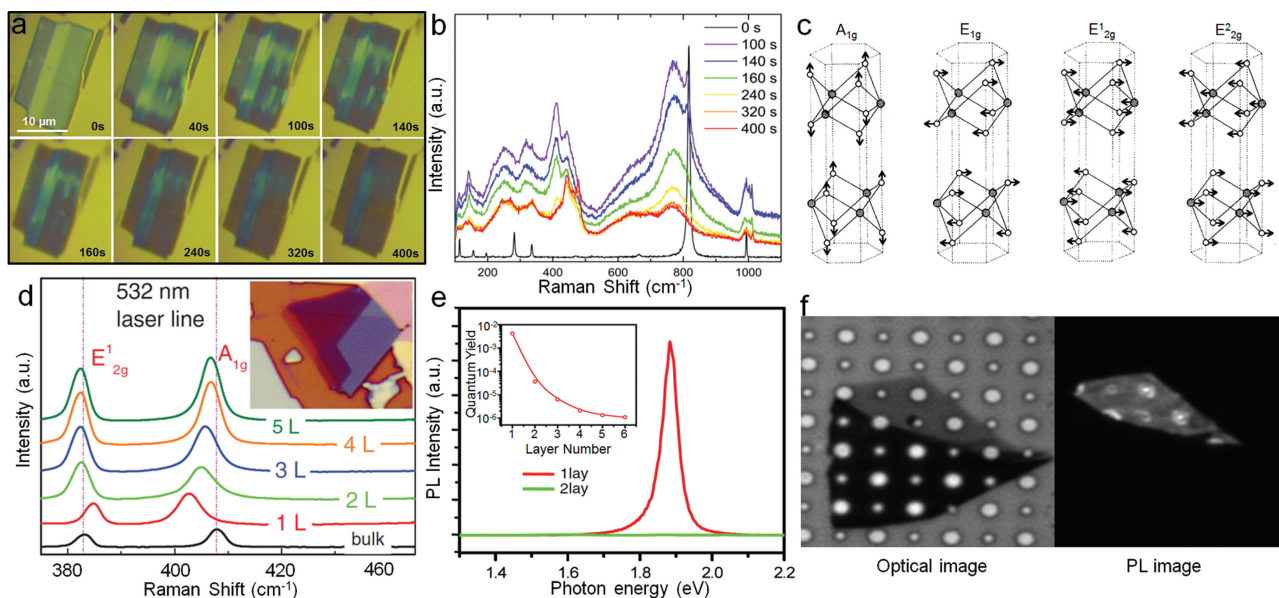 a
10 μm
0s
40s
100s
140s
160s
240s
320s
400s
b
Intensity (a.u.)
0 s
100 s
140 s
160 s
240 s
320 s
400 s
200 400 600 800 1000
Raman Shift (cm-1)
c
A1g
E1g
E12g
E22g
d
532 nm
laser line
E12g
A1g
5 L
4 L
3 L
2 L
1 L
bulk
Intensity (a.u.)
380 400 420 460
Raman Shift (cm-1)
e
PL Intensity (a.u.)
Quantum Yield
10-2
10-3
10-4
10-5
10-6
1 2 3 4 5 6
Layer Number
1lay
2lay
1.4 1.6 1.8 2.0 2.2
Photon energy (eV)
f
Optical image
PL image